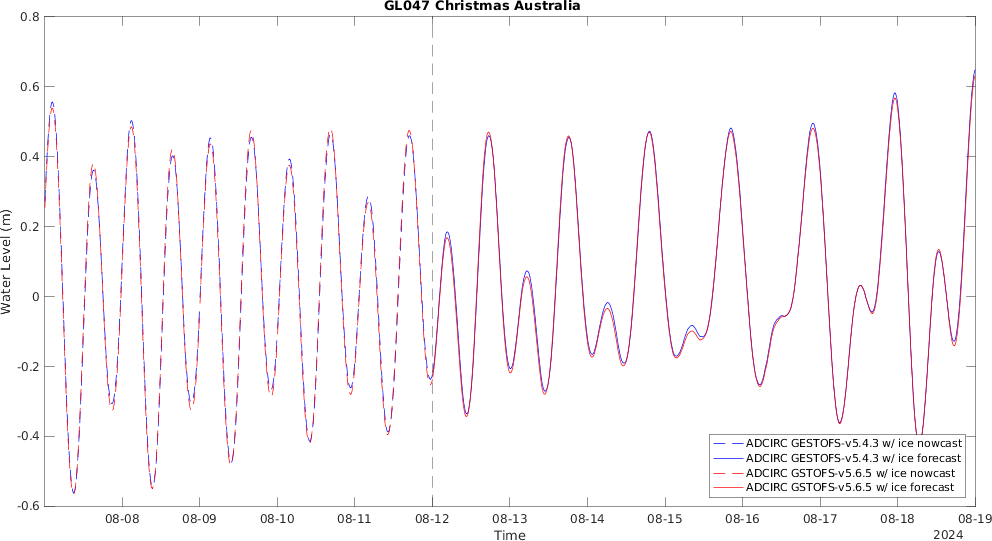 GL047 Christmas Australia
0.8
0.6
0.4
0.2
0
-0.2
-0.4
-0.6
Water Level (m)
08-08 08-09 08-10 08-11 08-12 08-13 08-14 08-15 08-16 08-17 08-18 08-19
Time
2024
ADCIRC GESTOFS-v5.4.3 w/ ice nowcast
ADCIRC GESTOFS-v5.4.3 w/ ice forecast
ADCIRC GSTOFS-v5.6.5 w/ ice nowcast
ADCIRC GSTOFS-v5.6.5 w/ ice forecast